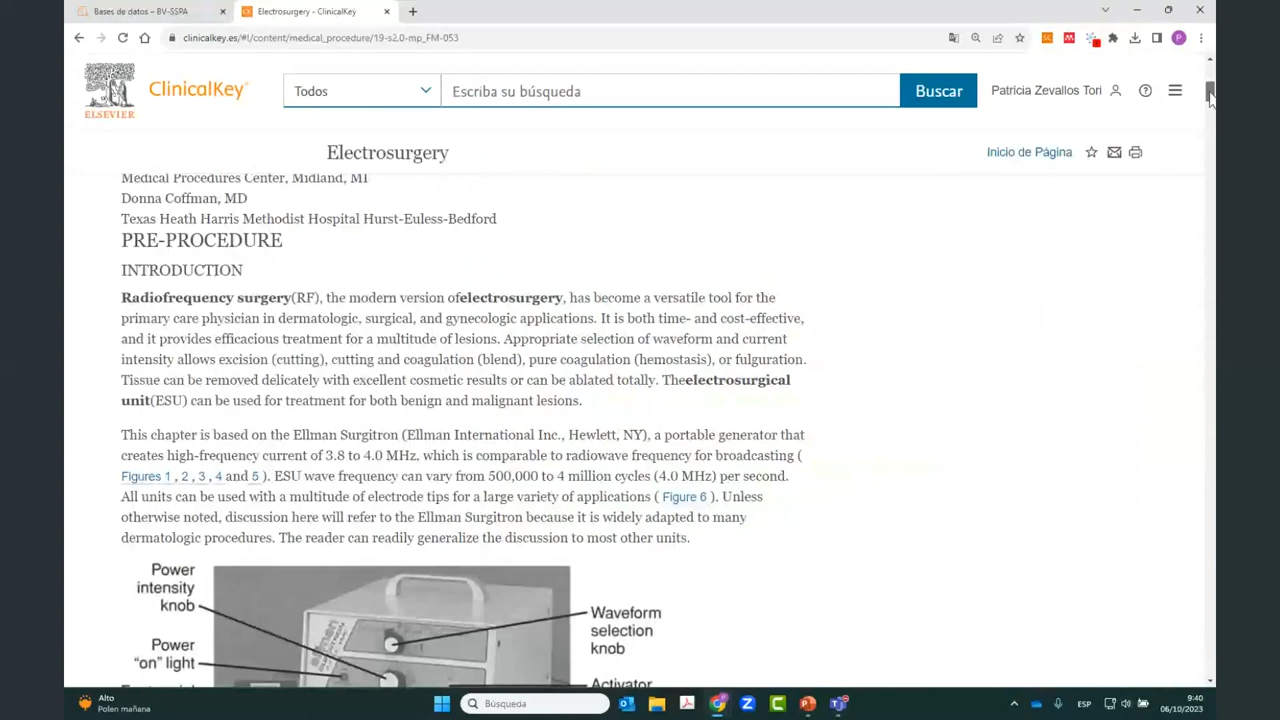 Bases de datos – BV-SSPA
Electrosurgery - ClinicalKey
clinicalkey.es/#!/content/medical_procedure/19-s2.0-mp_FM-053
P
ELSEVIER
ClinicalKey
Todos
Escriba su búsqueda
Buscar
Patricia Zevallos Tori
Electrosurgery
Inicio de Página
Medical Procedures Center, Midland, MI
Donna Coffman, MD
Texas Heath Harris Methodist Hospital Hurst-Euless-Bedford
PRE-PROCEDURE
INTRODUCTION
Radiofrequency surgery(RF), the modern version ofelectrosurgery, has become a versatile tool for the
primary care physician in dermatologic, surgical, and gynecologic applications. It is both time- and cost-effective,
and it provides efficacious treatment for a multitude of lesions. Appropriate selection of waveform and current
intensity allows excision (cutting), cutting and coagulation (blend), pure coagulation (hemostasis), or fulguration.
Tissue can be removed delicately with excellent cosmetic results or can be ablated totally. Theelectrosurgical
unit(ESU) can be used for treatment for both benign and malignant lesions.
This chapter is based on the Ellman Surgitron (Ellman International Inc., Hewlett, NY), a portable generator that
creates high-frequency current of 3.8 to 4.0 MHz, which is comparable to radiowave frequency for broadcasting (
Figures 1 , 2 , 3 , 4 and 5 ). ESU wave frequency can vary from 500,000 to 4 million cycles (4.0 MHz) per second.
All units can be used with a multitude of electrode tips for a large variety of applications ( Figure 6 ). Unless
otherwise noted, discussion here will refer to the Ellman Surgitron because it is widely adapted to many
dermatologic procedures. The reader can readily generalize the discussion to most other units.
Power
intensity
knob
Waveform
selection
knob
Power
"on" light
Activator
Alto
Polen mañana
Búsqueda
ESP
9:40
06/10/2023